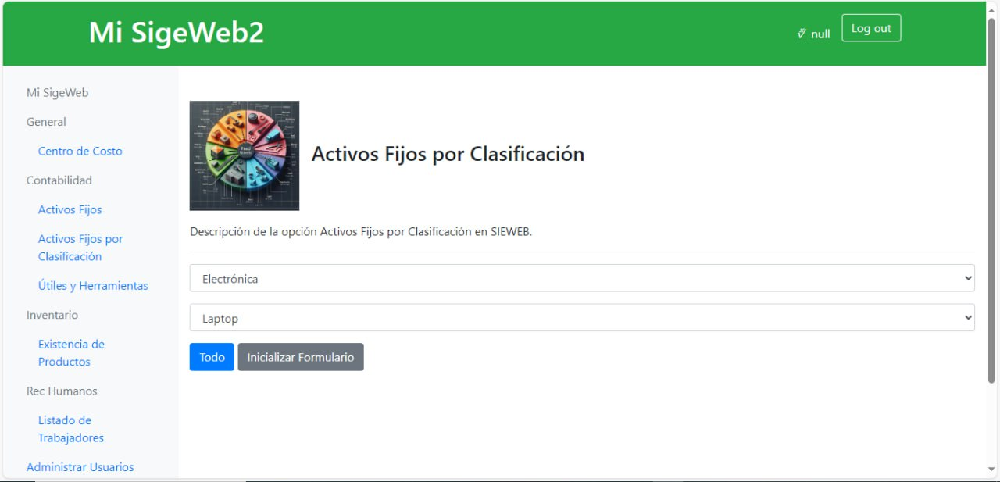 Mi SigeWeb2
null
Log out
Mi SigeWeb
General
Centro de Costo
Contabilidad
Activos Fijos
Activos Fijos por
Clasificación
Útiles y Herramientas
Inventario
Existencia de
Productos
Rec Humanos
Listado de
Trabajadores
Administrar Usuarios
Activos Fijos por Clasificación
Descripción de la opción Activos Fijos por Clasificación en SIEWEB.
Electrónica
Laptop
Todo
Inicializar Formulario